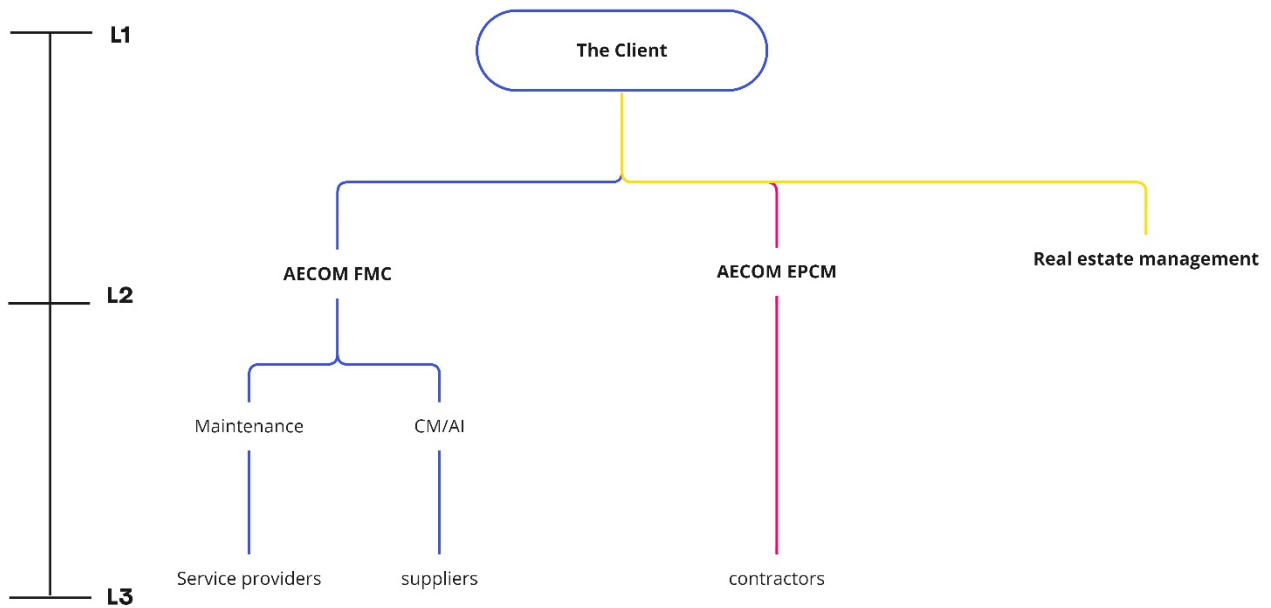 L1
The Client
Real estate management
AECOM FMC
AECOM EPCM
L2
Maintenance
CM/AI
Service providers
suppliers
contractors
L3